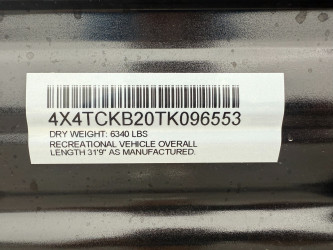 4X4TCKB20TK096553
DRY WEIGHT: 6340 LBS
RECREATIONAL VEHICLE OVERALL
LENGTH 31'9" AS MANUFACTURED.